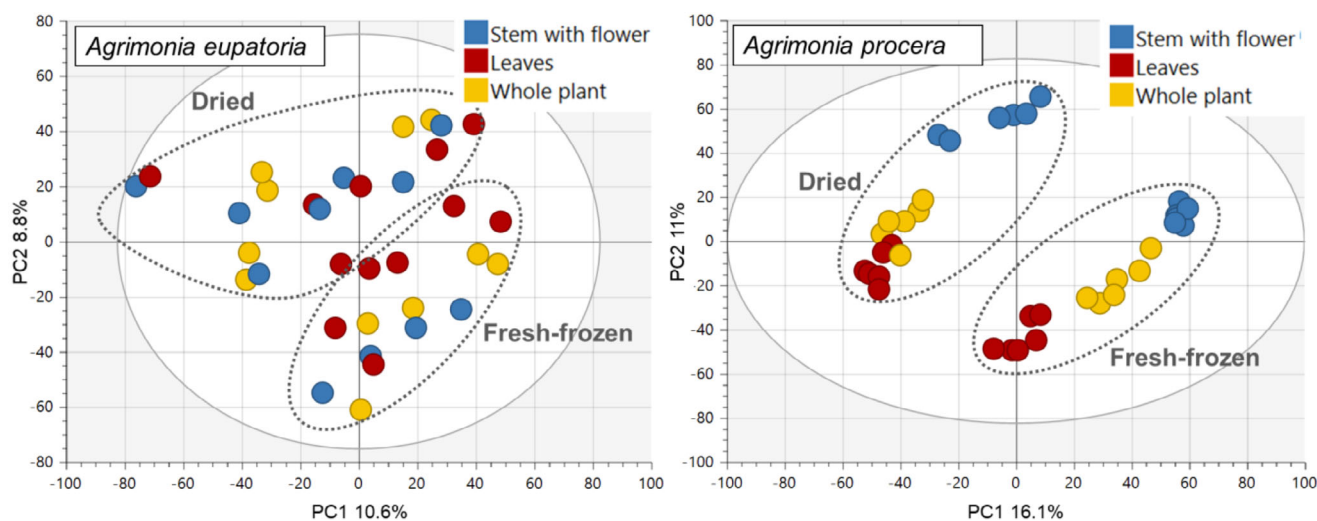 Agrimonia eupatoria
Stem with flower
Leaves
Whole plant
Dried
Fresh-frozen
80
60
40
20
0
-20
-40
-60
-80
-100
-80
-60
-40
-20
0
20
40
60
80
100
PC2 8.8%
PC1 10.6%
Agrimonia procera
Stem with flower
Leaves
Whole plant
Dried
Fresh-frozen
100
80
60
40
20
0
-20
-40
-60
-80
-100
-100
-80
-60
-40
-20
0
20
40
60
80
100
PC2 11%
PC1 16.1%